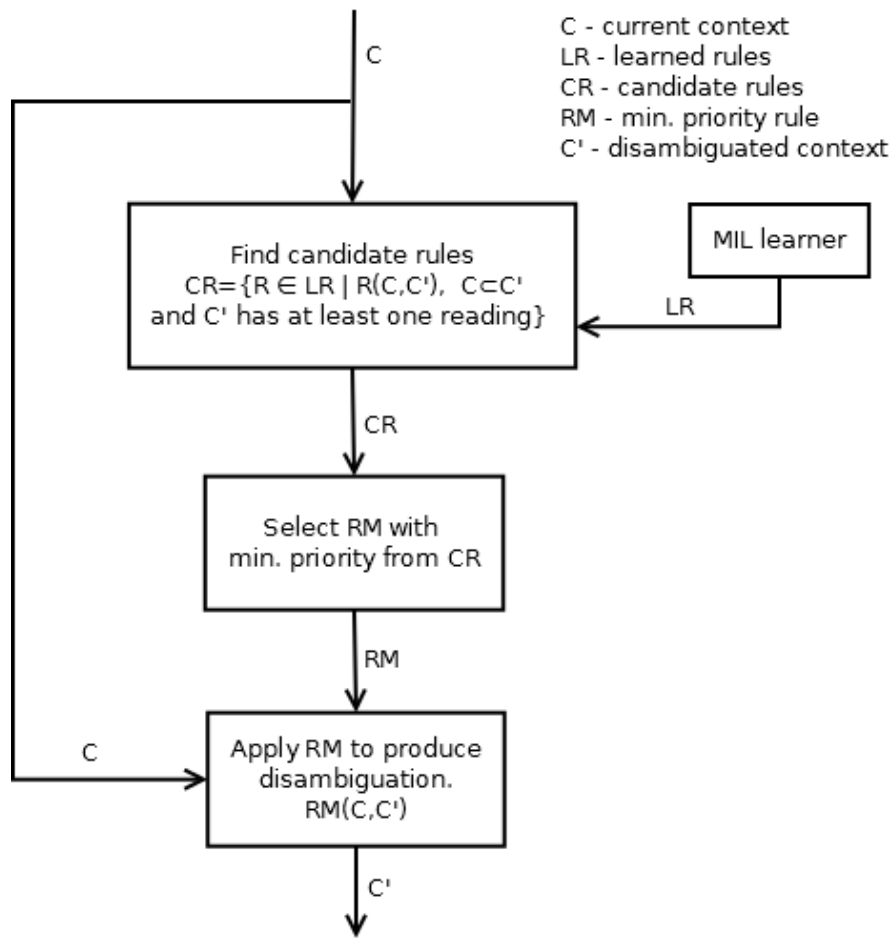 C
C - current context
LR - learned rules
CR - candidate rules
RM - min. priority rule
C' - disambiguated context
Find candidate rules
CR={R ∈ LR | R(C,C'), C⊂C'
and C' has at least one reading}
MIL learner
LR
CR
Select RM with
min. priority from CR
RM
C
Apply RM to produce
disambiguation.
RM(C,C')
C'